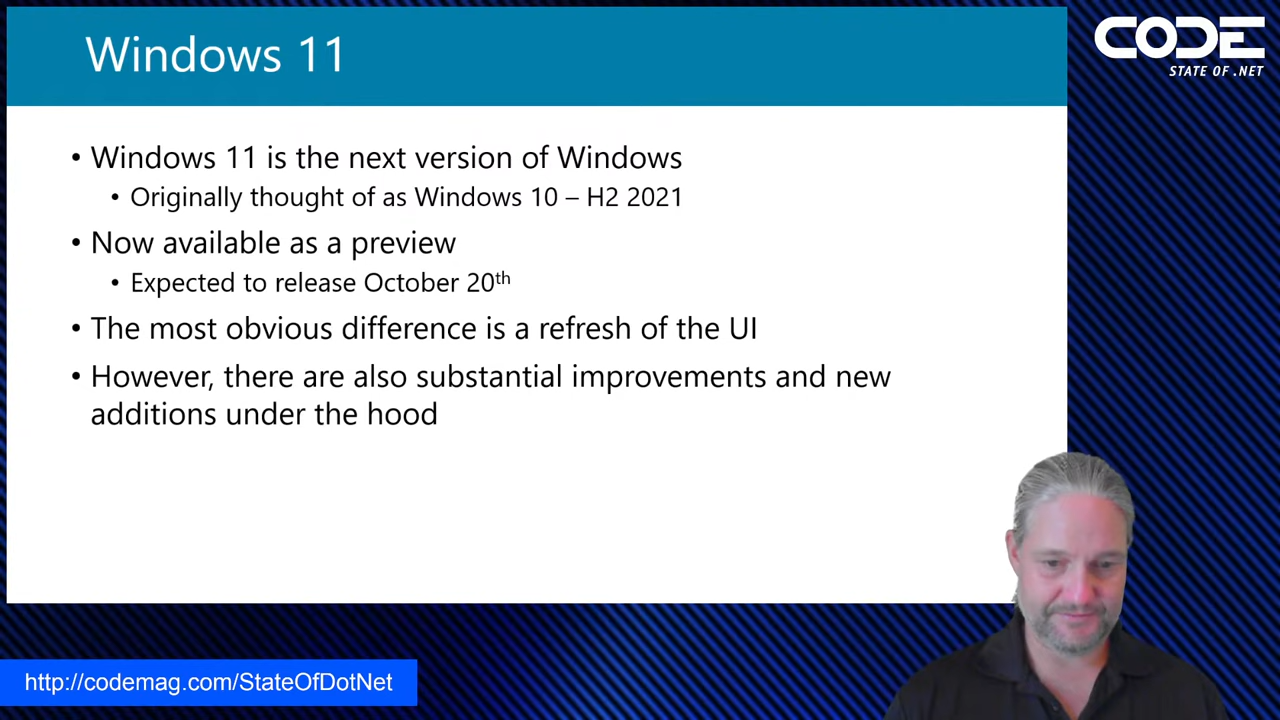 Windows 11
CODE
STATE OF .NET
• Windows 11 is the next version of Windows
• Originally thought of as Windows 10 – H2 2021
• Now available as a preview
• Expected to release October 20th
• The most obvious difference is a refresh of the UI
• However, there are also substantial improvements and new
additions under the hood
http://codemag.com/StateOfDotNet